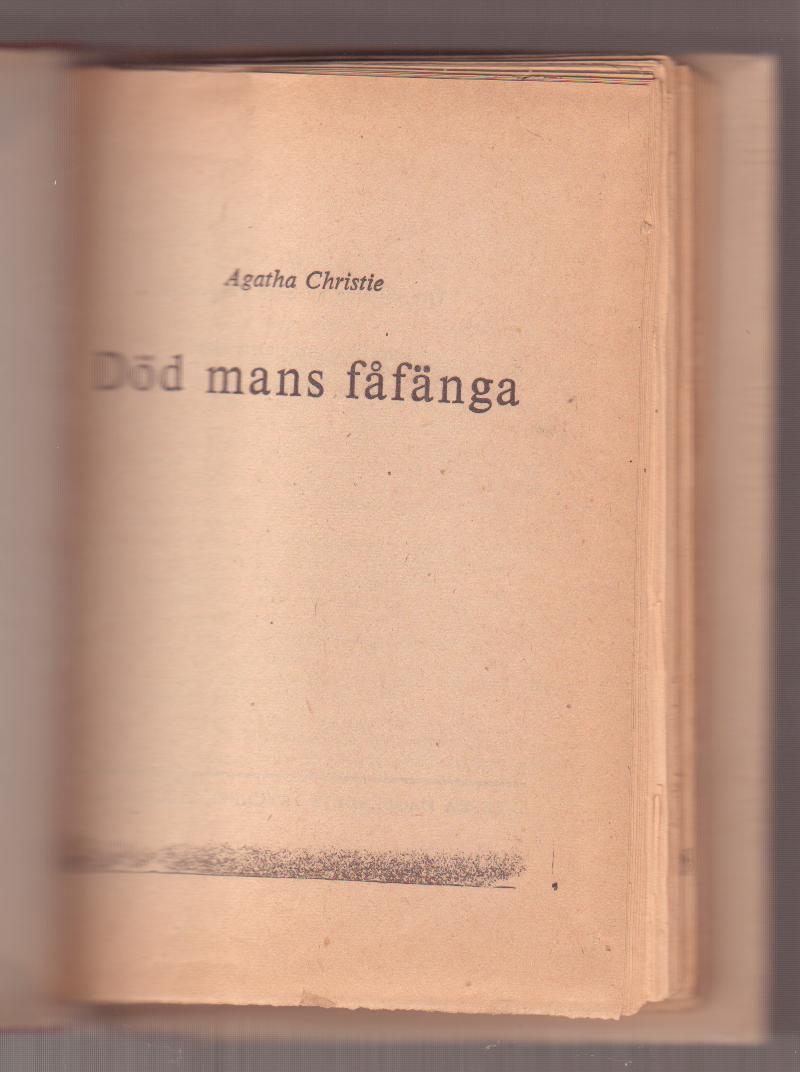 Agatha Christie
Död mans fåfänga